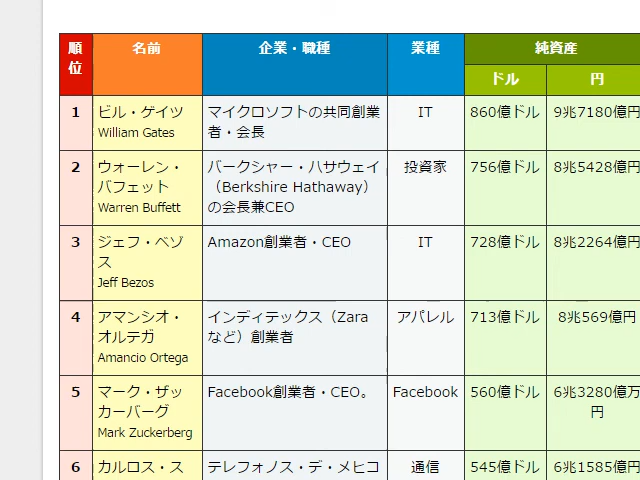 順位 名前 企業・職種 業種 純資産
ドル 円
1 ビル・ゲイツ マイクロソフトの共同創業 IT 860億ドル 9兆7180億円
William Gates 者・会長
2 ウォーレン・ バークシャー・ハサウェイ 投資家 756億ドル 8兆5428億円
バフェット （Berkshire Hathaway）
Warren Buffett の会長兼CEO
3 ジェフ・ベゾ Amazon創業者・CEO IT 728億ドル 8兆2264億円
ス
Jeff Bezos
4 アマンシオ・ インディテックス（Zara アパレル 713億ドル 8兆569億円
オルテガ など）創業者
Amancio Ortega
5 マーク・ザッ Facebook創業者・CEO。 Facebook 560億ドル 6兆3280億万
カーバーグ 円
Mark Zuckerberg
6 カルロス・ス テレフォノス・デ・メヒコ 通信 545億ドル 6兆1585億円